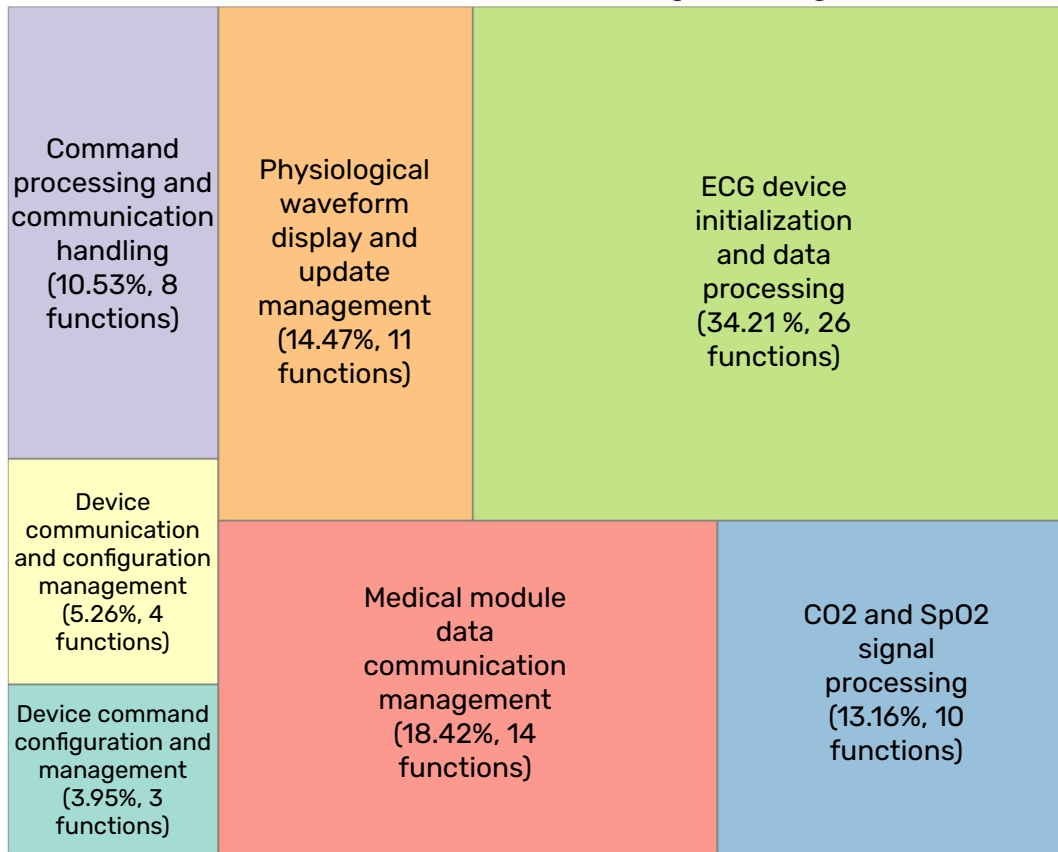 Command
processing and
communication
handling
(10.53%, 8
functions)
Physiological
waveform
display and
update
management
(14.47%, 11
functions)
ECG device
initialization
and data
processing
(34.21 %, 26
functions)
Device
communication
and configuration
management
(5.26%, 4
functions)
Device command
configuration and
management
(3.95%, 3
functions)
Medical module
data
communication
management
(18.42%, 14
functions)
CO2 and SpO2
signal
processing
(13.16%, 10
functions)